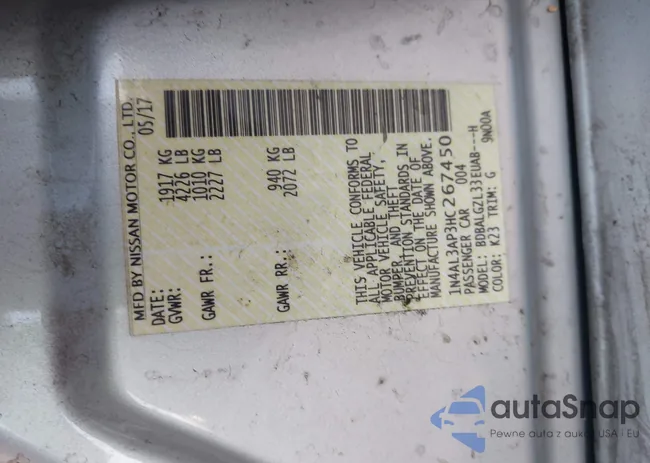 MFD BY NISSAN MOTOR CO., LTD.
DATE: 05/17
GVWR: 1917 KG
4226 LB
GAWR FR: 1010 KG
2227 LB
GAWR RR: 940 KG
2072 LB
THIS VEHICLE CONFORMS TO
ALL APPLICABLE FEDERAL
MOTOR VEHICLE SAFETY,
BUMPER, AND THEFT
PREVENTION STANDARDS IN
EFFECT ON THE DATE OF
MANUFACTURE SHOWN ABOVE.
1N4AL3AP3HC267450
PASSENGER CAR 004
MODEL: BDBALGZL33EUAB---H
COLOR: K23 TRIM: G 9N00A
autoSnap
Pewne auta z aukcji USA i Eu